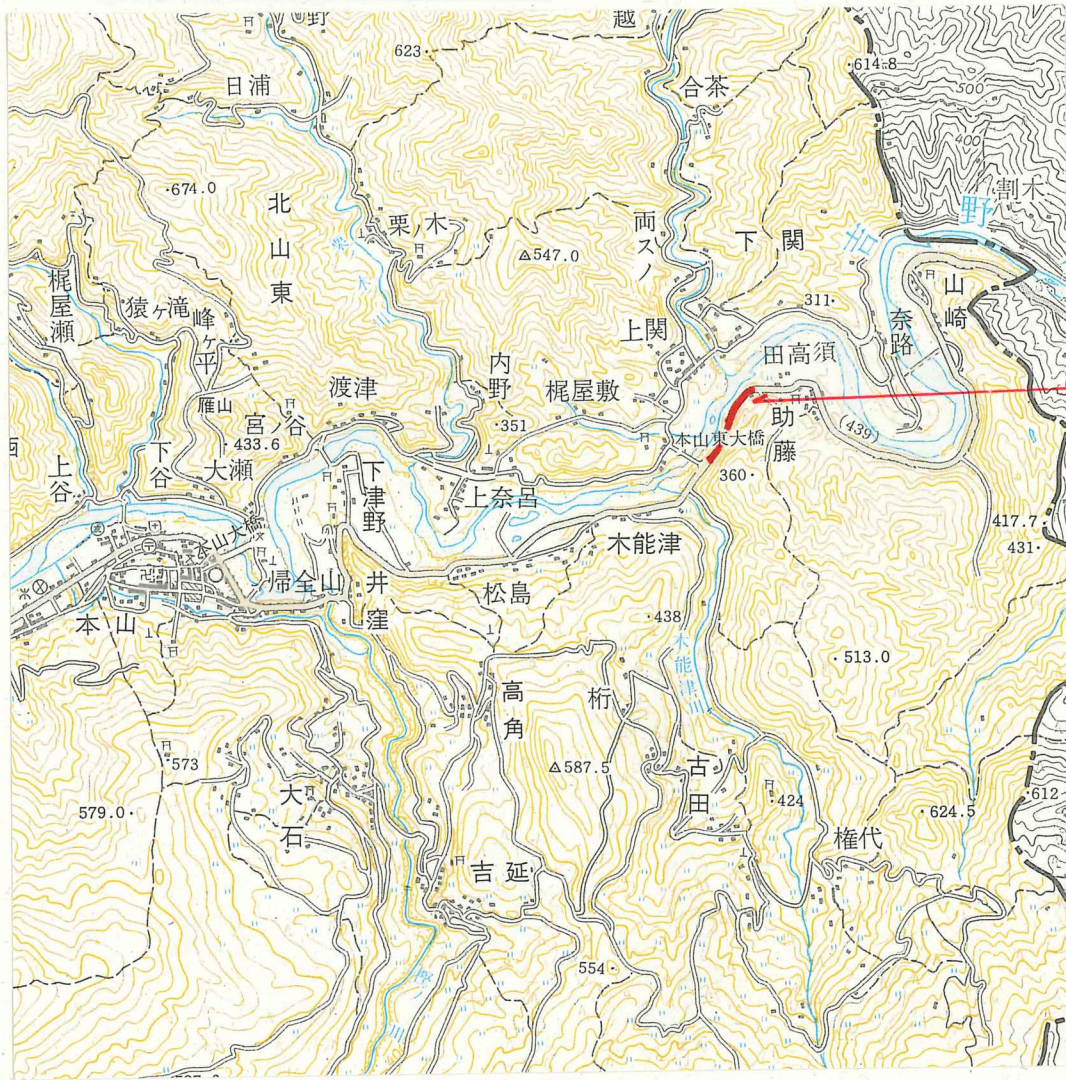 野
越
623
614.8
日浦
合茶
500
400
674.0
割木
野
吉
北山東
栗ノ木
両スノ
下関
547.0
山崎
梶屋瀬
猿ヶ滝
峰ヶ平
311
奈路
上関
田高須
内野
渡津
梶屋敷
助藤
雁山
宮ノ谷
351
(439)
433.6
本山東大橋
上谷
下谷
大瀬
下津野
上奈呂
360
417.7
木能津
431
本山大橋
帰全山
井窪
松島
438
本山
木能津川
513.0
高角
桁
573
587.5
古田
大石
424
612
579.0
624.5
権代
吉延
554
川